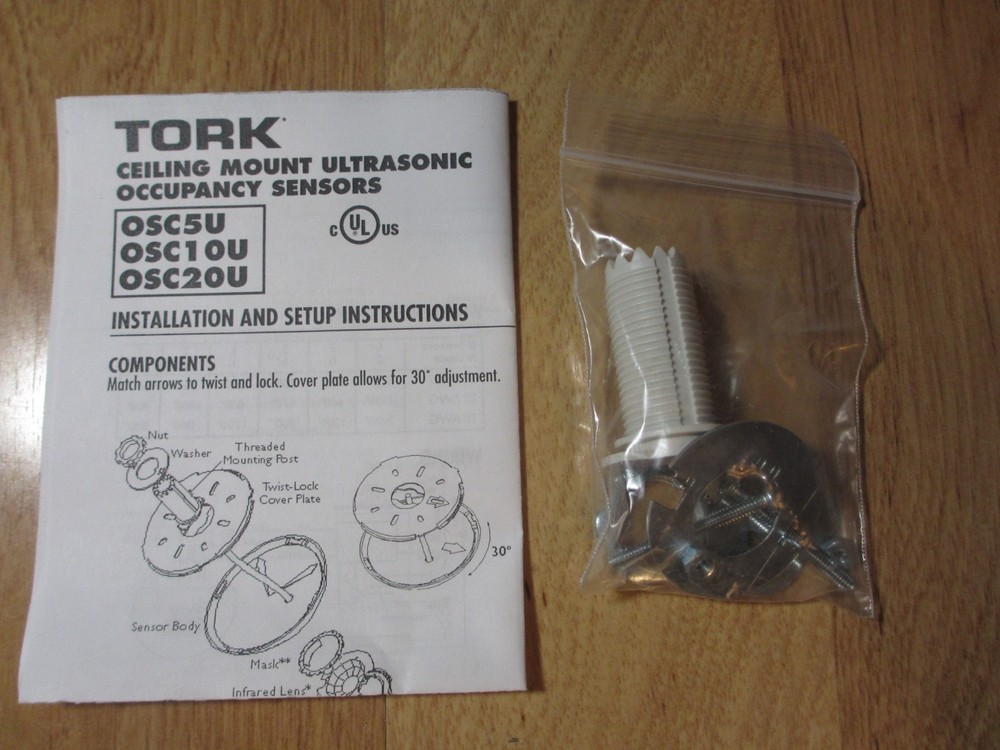 TORK
CEILING MOUNT ULTRASONIC
OCCUPANCY SENSORS
OSC5U
OSC10U
OSC20U
C UL US
INSTALLATION AND SETUP INSTRUCTIONS
COMPONENTS
Match arrows to twist and lock. Cover plate allows for 30° adjustment.
Nut
Washer
Threaded
Mounting Post
Twist-Lock
Cover Plate
30°
Sensor Body
Mask**
Infrared Lens*